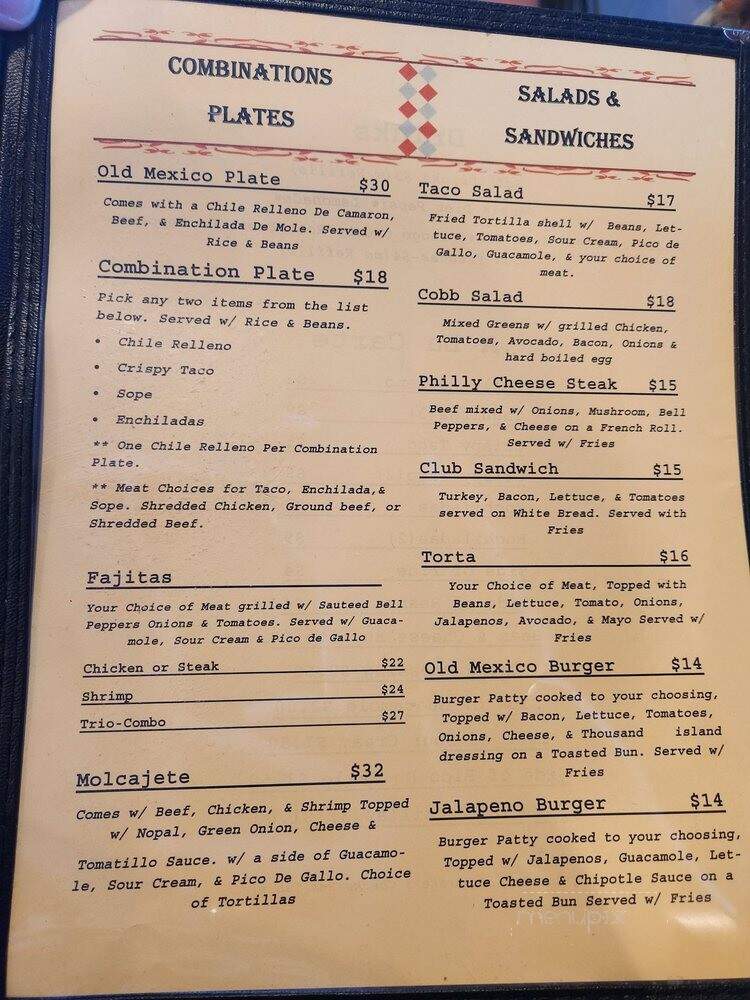 COMBINATIONS
PLATES
Old Mexico Plate $30
Comes with a Chile Relleno De Camaron,
Beef, & Enchilada De Mole. Served w/
Rice & Beans
Combination Plate $18
Pick any two items from the list
below. Served w/ Rice & Beans.
• Chile Relleno
• Crispy Taco
• Sope
• Enchiladas
** One Chile Relleno Per Combination
Plate.
** Meat Choices for Taco, Enchilada,&
Sope. Shredded Chicken, Ground beef, or
Shredded Beef.
Fajitas
Your Choice of Meat grilled w/ Sauteed Bell
Peppers Onions & Tomatoes. Served w/ Guaca-
mole, Sour Cream & Pico de Gallo
Chicken or Steak $22
Shrimp $24
Trio-Combo $27
Molcajete $32
Comes w/ Beef, Chicken, & Shrimp Topped
w/ Nopal, Green Onion, Cheese &
Tomatillo Sauce. w/ a side of Guacamo-
le, Sour Cream, & Pico De Gallo. Choice
of Tortillas
SALADS &
SANDWICHES
Taco Salad $17
Fried Tortilla shell w/ Beans, Let-
tuce, Tomatoes, Sour Cream, Pico de
Gallo, Guacamole, & your choice of
meat.
Cobb Salad $18
Mixed Greens w/ grilled Chicken,
Tomatoes, Avocado, Bacon, Onions &
hard boiled egg
Philly Cheese Steak $15
Beef mixed w/ Onions, Mushroom, Bell
Peppers, & Cheese on a French Roll.
Served w/ Fries
Club Sandwich $15
Turkey, Bacon, Lettuce, & Tomatoes
served on White Bread. Served with
Fries
Torta $16
Your Choice of Meat, Topped with
Beans, Lettuce, Tomato, Onions,
Jalapenos, Avocado, & Mayo Served w/
Fries
Old Mexico Burger $14
Burger Patty cooked to your choosing,
Topped w/ Bacon, Lettuce, Tomatoes,
Onions, Cheese, & Thousand island
dressing on a Toasted Bun. Served w/
Fries
Jalapeno Burger $14
Burger Patty cooked to your choosing,
Topped w/ Jalapenos, Guacamole, Let-
tuce Cheese & Chipotle Sauce on a
Toasted Bun Served w/ Fries